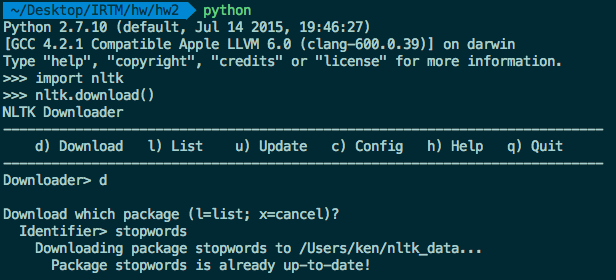 ~/Desktop/IRTM/hw/hw2 python
Python 2.7.10 (default, Jul 14 2015, 19:46:27)
[GCC 4.2.1 Compatible Apple LLVM 6.0 (clang-600.0.39)] on darwin
Type "help", "copyright", "credits" or "license" for more information.
>>> import nltk
>>> nltk.download()
NLTK Downloader
---------------------------------------------------------------------------
    d) Download   l) List    u) Update   c) Config   h) Help   q) Quit
---------------------------------------------------------------------------
Downloader> d

Download which package (l=list; x=cancel)?
  Identifier> stopwords
    Downloading package stopwords to /Users/ken/nltk_data...
      Package stopwords is already up-to-date!